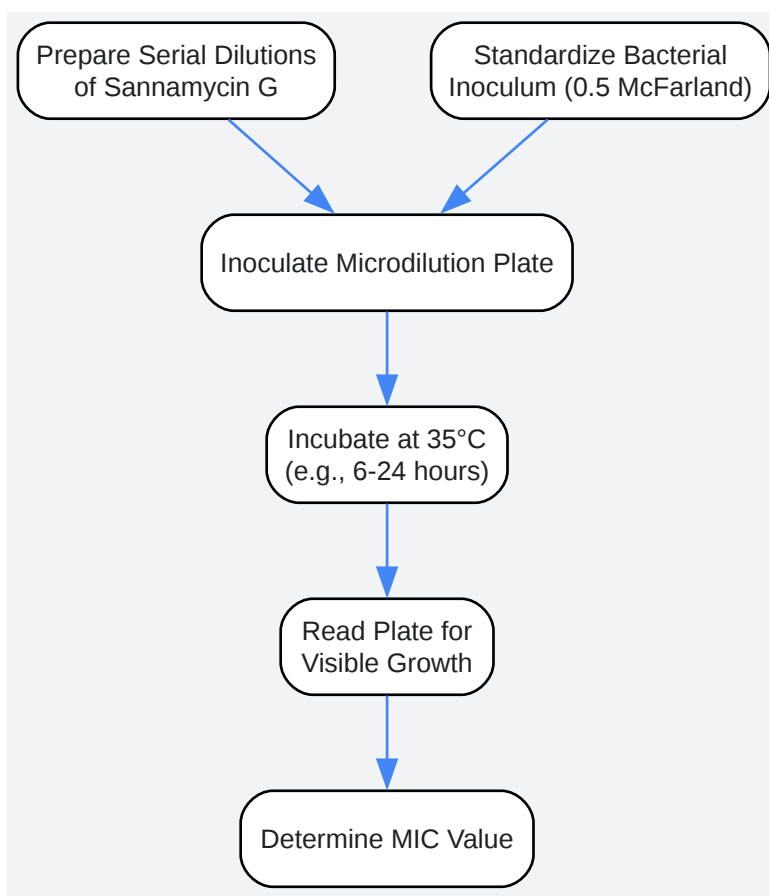 Prepare Serial Dilutions
of Sannamycin G
Standardize Bacterial
Inoculum (0.5 McFarland)
Inoculate Microdilution Plate
Incubate at 35°C
(e.g., 6-24 hours)
Read Plate for
Visible Growth
Determine MIC Value